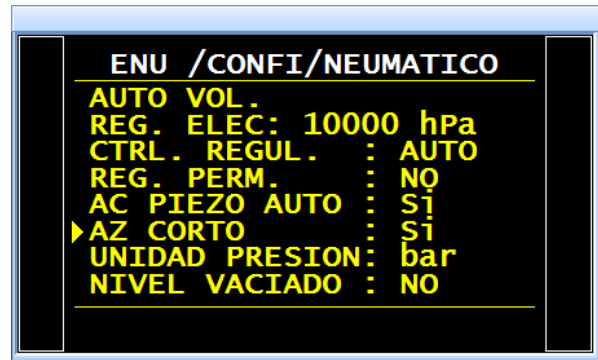 ENU /CONFI/NEUMATICO
AUTO VOL.
REG. ELEC: 10000 hPa
CTRL. REGUL. : AUTO
REG. PERM. : NO
AC PIEZO AUTO : Sị
AZ CORTO : Si
UNIDAD PRESION: bar
NIVEL VACIADO : NO